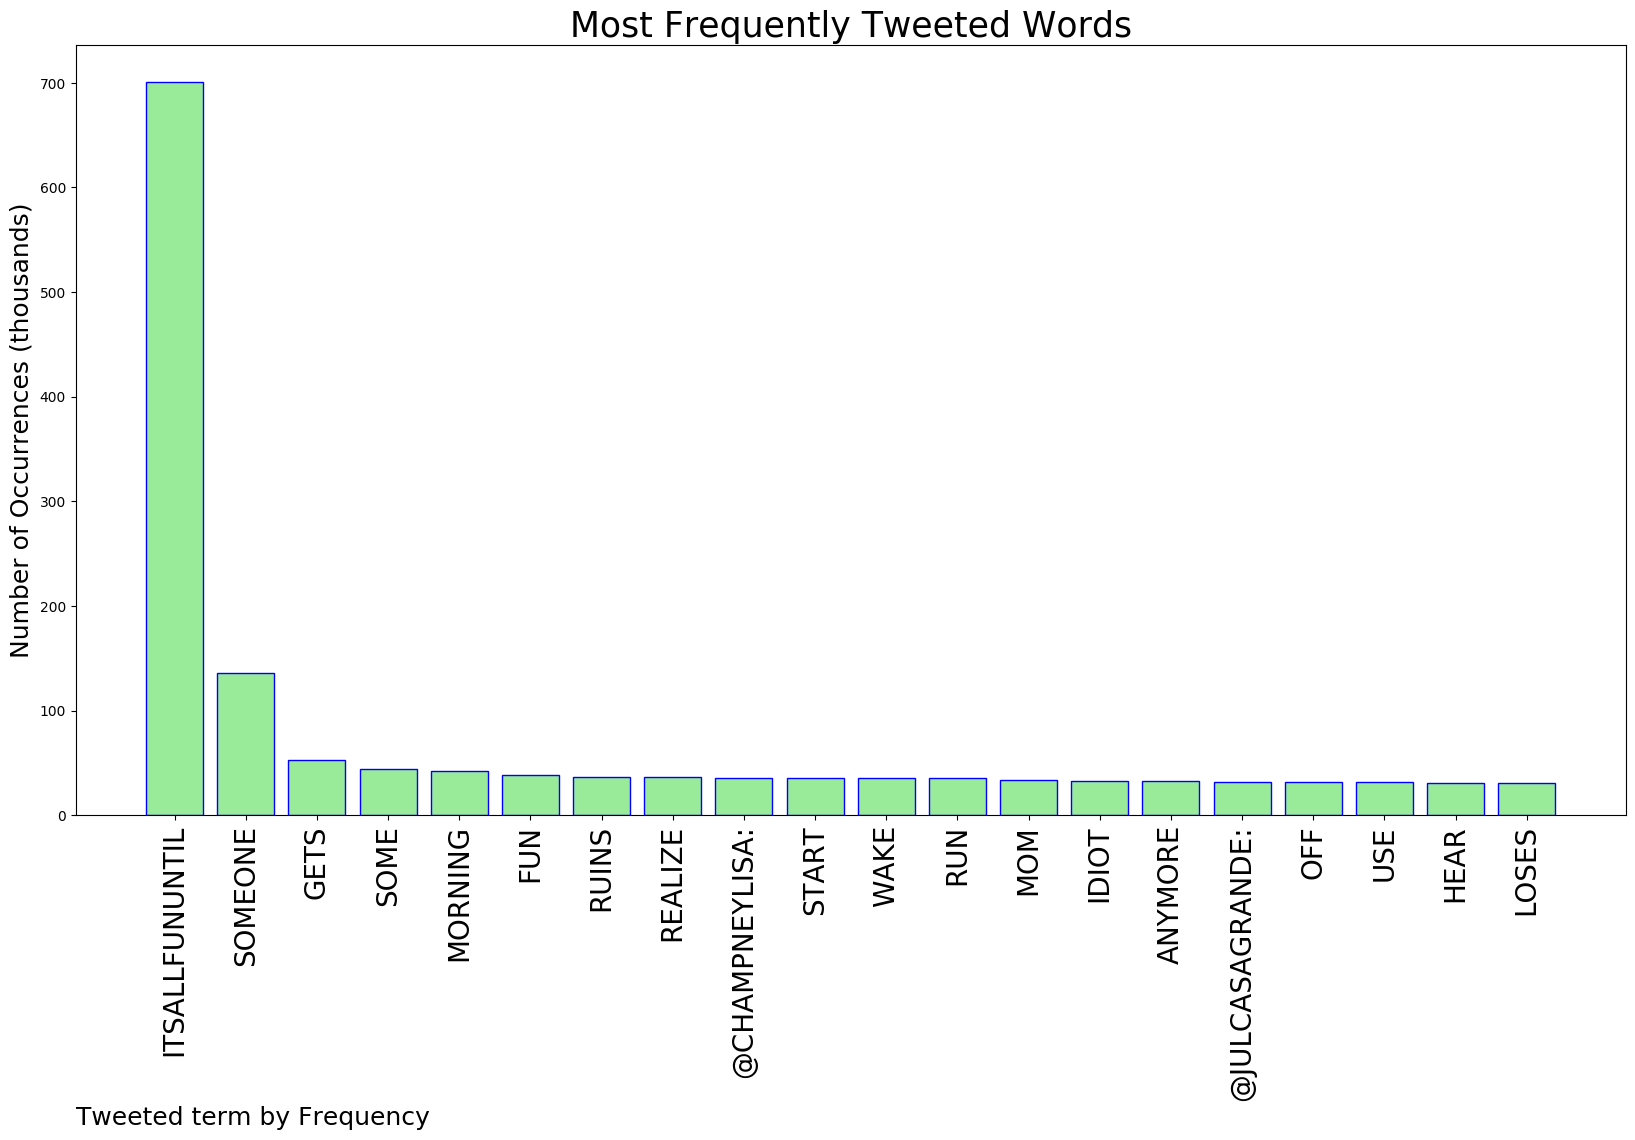 Most Frequently Tweeted Words
Number of Occurrences (thousands)
700
600
500
400
300
200
100
0
ITSALLFUNUNTIL
SOMEONE
GETS
SOME
MORNING
FUN
RUINS
REALIZE
@CHAMPNEYLISA:
START
WAKE
RUN
MOM
IDIOT
ANYMORE
@JULCASAGRANDE:
OFF
USE
HEAR
LOSES
Tweeted term by Frequency